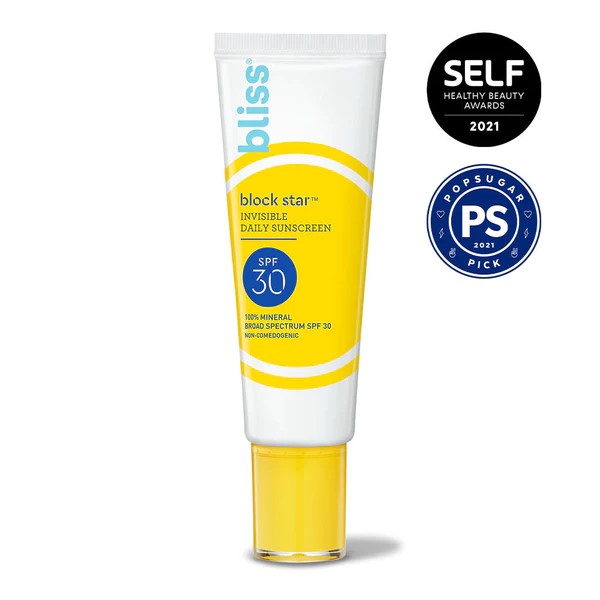 bliss®
block star™
INVISIBLE
DAILY SUNSCREEN
SPF
30
100% MINERAL
BROAD SPECTRUM SPF 30
NON-COMEDOGENIC
SELF
HEALTHY BEAUTY
AWARDS
2021
POPSUGAR
PS
2021
PICK